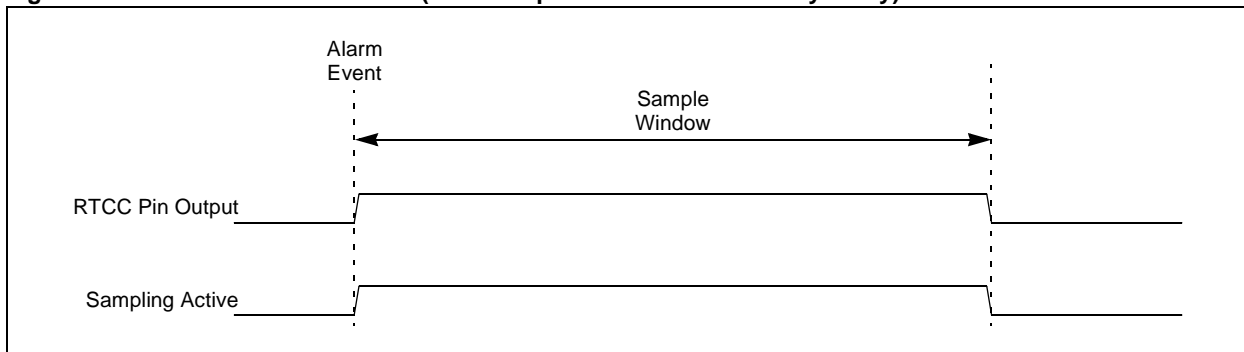 Alarm
Event
Sample
Window
RTCC Pin Output
Sampling Active